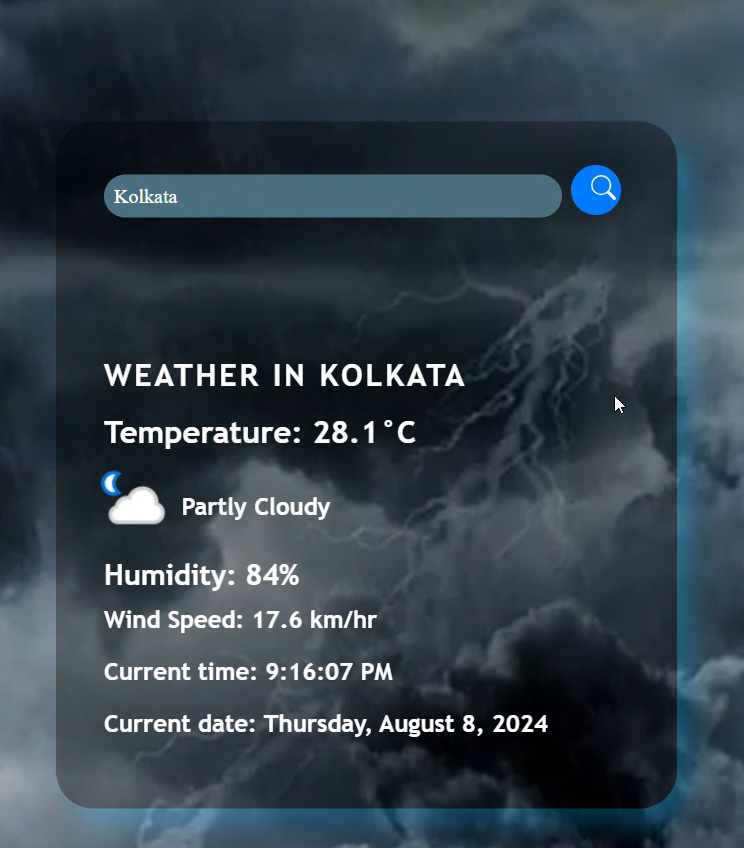 Kolkata
WEATHER IN KOLKATA
Temperature: 28.1°C
Partly Cloudy
Humidity: 84%
Wind Speed: 17.6 km/hr
Current time: 9:16:07 PM
Current date: Thursday, August 8, 2024